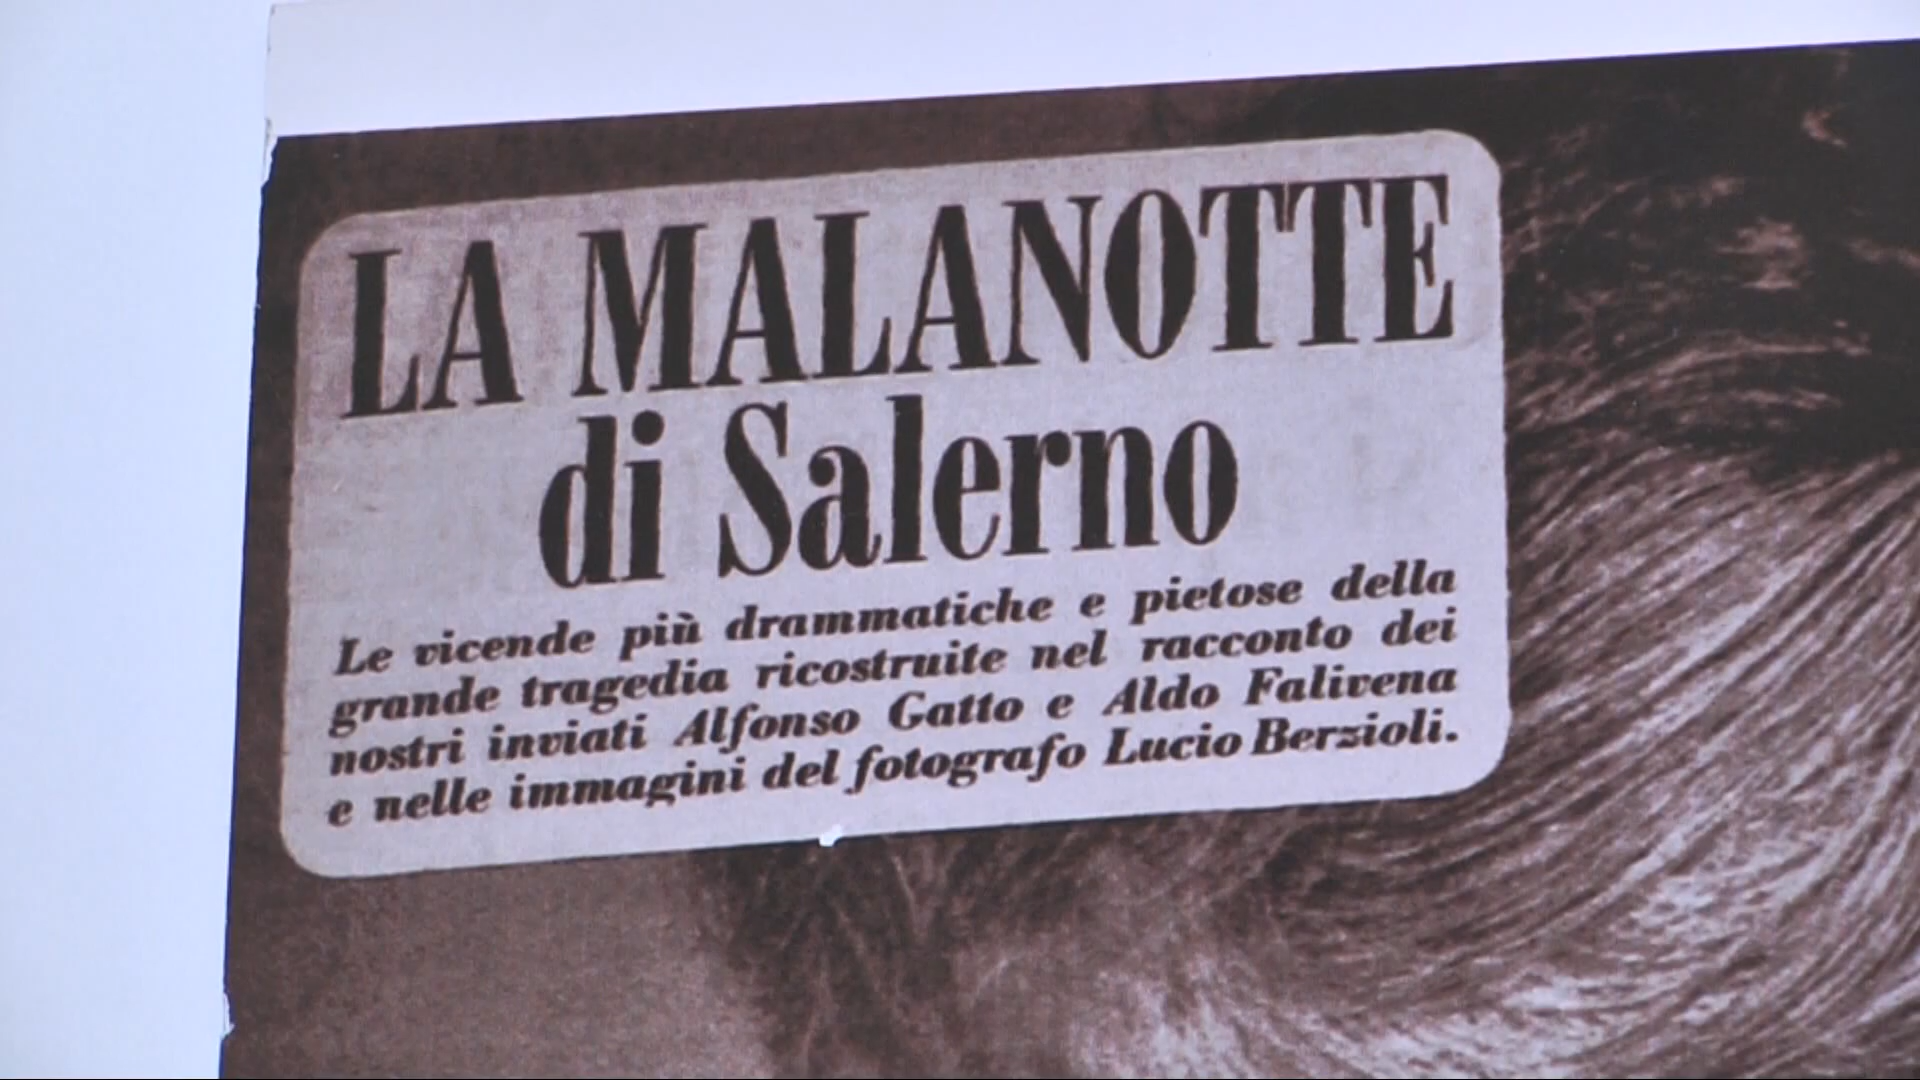 LA MALANOTTE
di Salerno
Le vicende più drammatiche e pietose della
grande tragedia ricostruite nel racconto dei
nostri inviati Alfonso Gatto e Aldo Falivena
e nelle immagini del fotografo Lucio Berzioli.